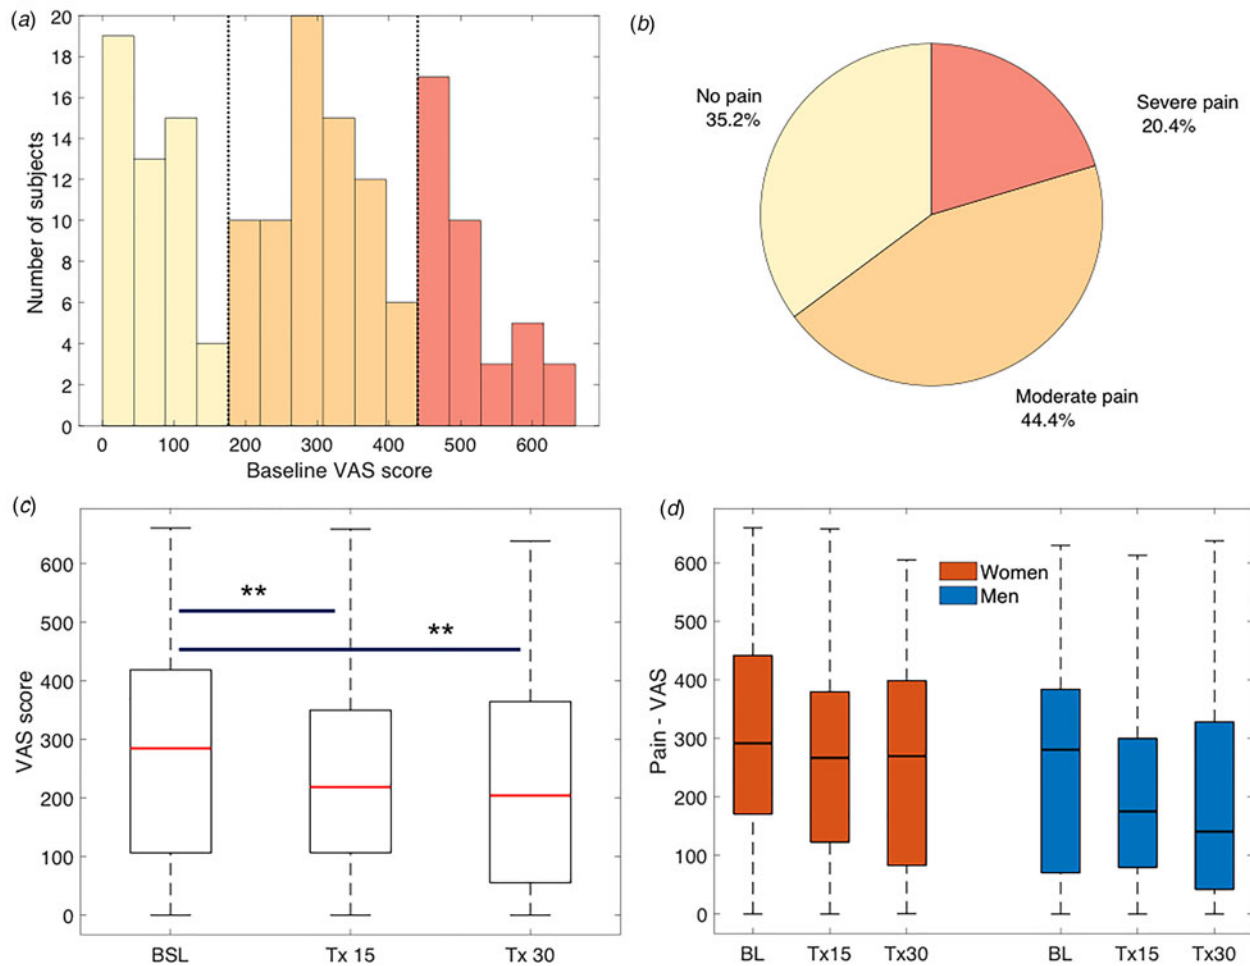 (a)
20
18
16
14
12
10
8
6
4
2
0
Number of subjects
0 100 200 300 400 500 600
Baseline VAS score
(b)
No pain
35.2%
Severe pain
20.4%
Moderate pain
44.4%
(c)
600
500
400
300
200
100
0
VAS score
**
**
BSL Tx 15 Tx 30
(d)
600
500
400
300
200
100
0
Pain - VAS
Women
Men
BL Tx15 Tx30 BL Tx15 Tx30